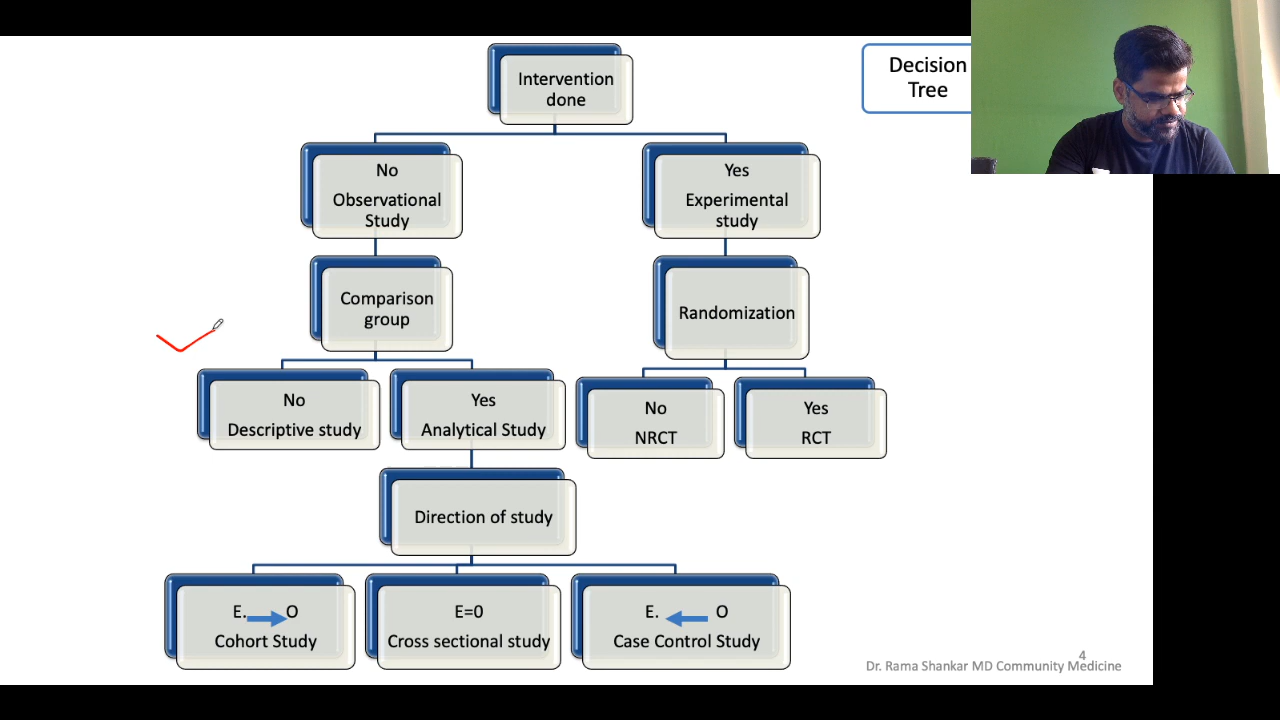 Intervention
done
Decision
Tree
No
Observational
Study
Yes
Experimental
study
Comparison
group
Randomization
No
Descriptive study
Yes
Analytical Study
No
NRCT
Yes
RCT
Direction of study
E. O
Cohort Study
E=0
Cross sectional study
E. O
Case Control Study
4
Dr. Rama Shankar MD Community Medicine